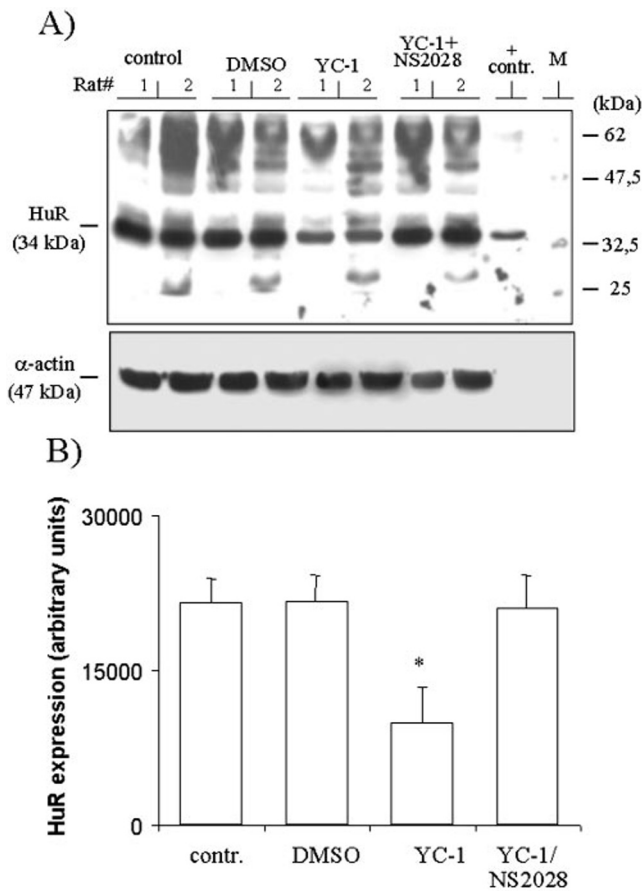 A)
control DMSO YC-1 YC-1+ NS2028 + contr. M
Rat# 1 2 1 2 1 2 1 2 (kDa)
62
47,5
HuR
(34 kDa)
32,5
25
α-actin
(47 kDa)
B)
HuR expression (arbitrary units)
30000
15000
*
0
contr. DMSO YC-1 YC-1/
NS2028